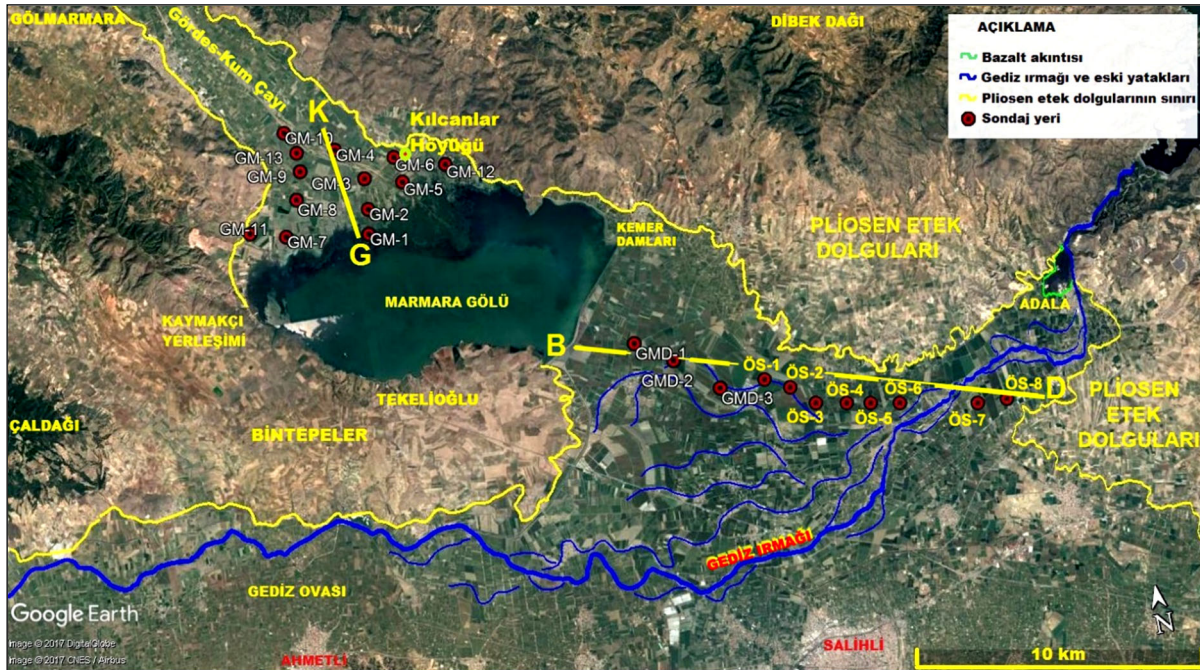 GÖLMARMARA
DİBEK DAĞI
AÇIKLAMA
Bazalt akıntısı
Gediz ırmağı ve eski yatakları
Pliosen etek dolgularının sınırı
Sondaj yeri
Gördes-Kum Çayı
K
Kılcanlar
Höyüğü
GM-10
GM-4
GM-13
GM-6
GM-12
GM-9
GM-3
GM-5
GM-8
GM-2
GM-11
GM-7
GM-1
G
KEMER
DAMLARI
PLİOSEN ETEK
DOLGULARI
MARMARA GÖLÜ
ADALA
KAYMAKÇI
YERLEŞİMİ
B
GMD-1
GMD-2
GMD-3
ÖS-1
ÖS-2
ÖS-3
ÖS-4
ÖS-5
ÖS-6
ÖS-7
ÖS-8
D
PLİOSEN
ETEK
DOLGULARI
TEKELİOĞLU
ÇALDAĞI
BİNTEPELER
GEDİZ IRMAĞI
GEDİZ OVASI
Google Earth
Image © 2017 DigitalGlobe
Image © 2017 CNES / Airbus
AHMETLİ
SALİHLİ
10 km
N